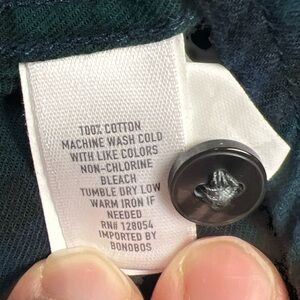 100% COTTON
MACHINE WASH COLD
WITH LIKE COLORS
NON-CHLORINE
BLEACH
TUMBLE DRY LOW
WARM IRON IF
NEEDED
RN# 128054
IMPORTED BY
BONOBOS